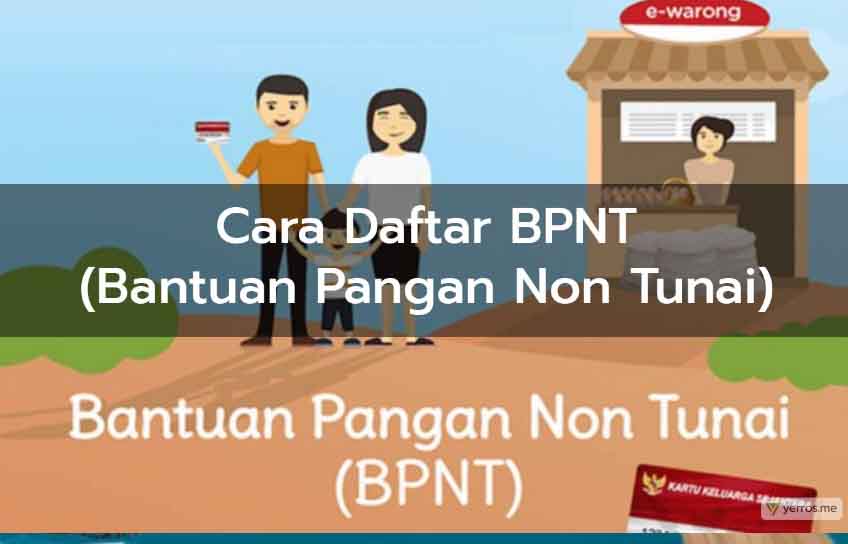 e-warong
Cara Daftar BPNT
(Bantuan Pangan Non Tunai)
Bantuan Pangan Non Tunai
(BPNT)
KARTU KELUARGA SEJAHTERA
yerros.me